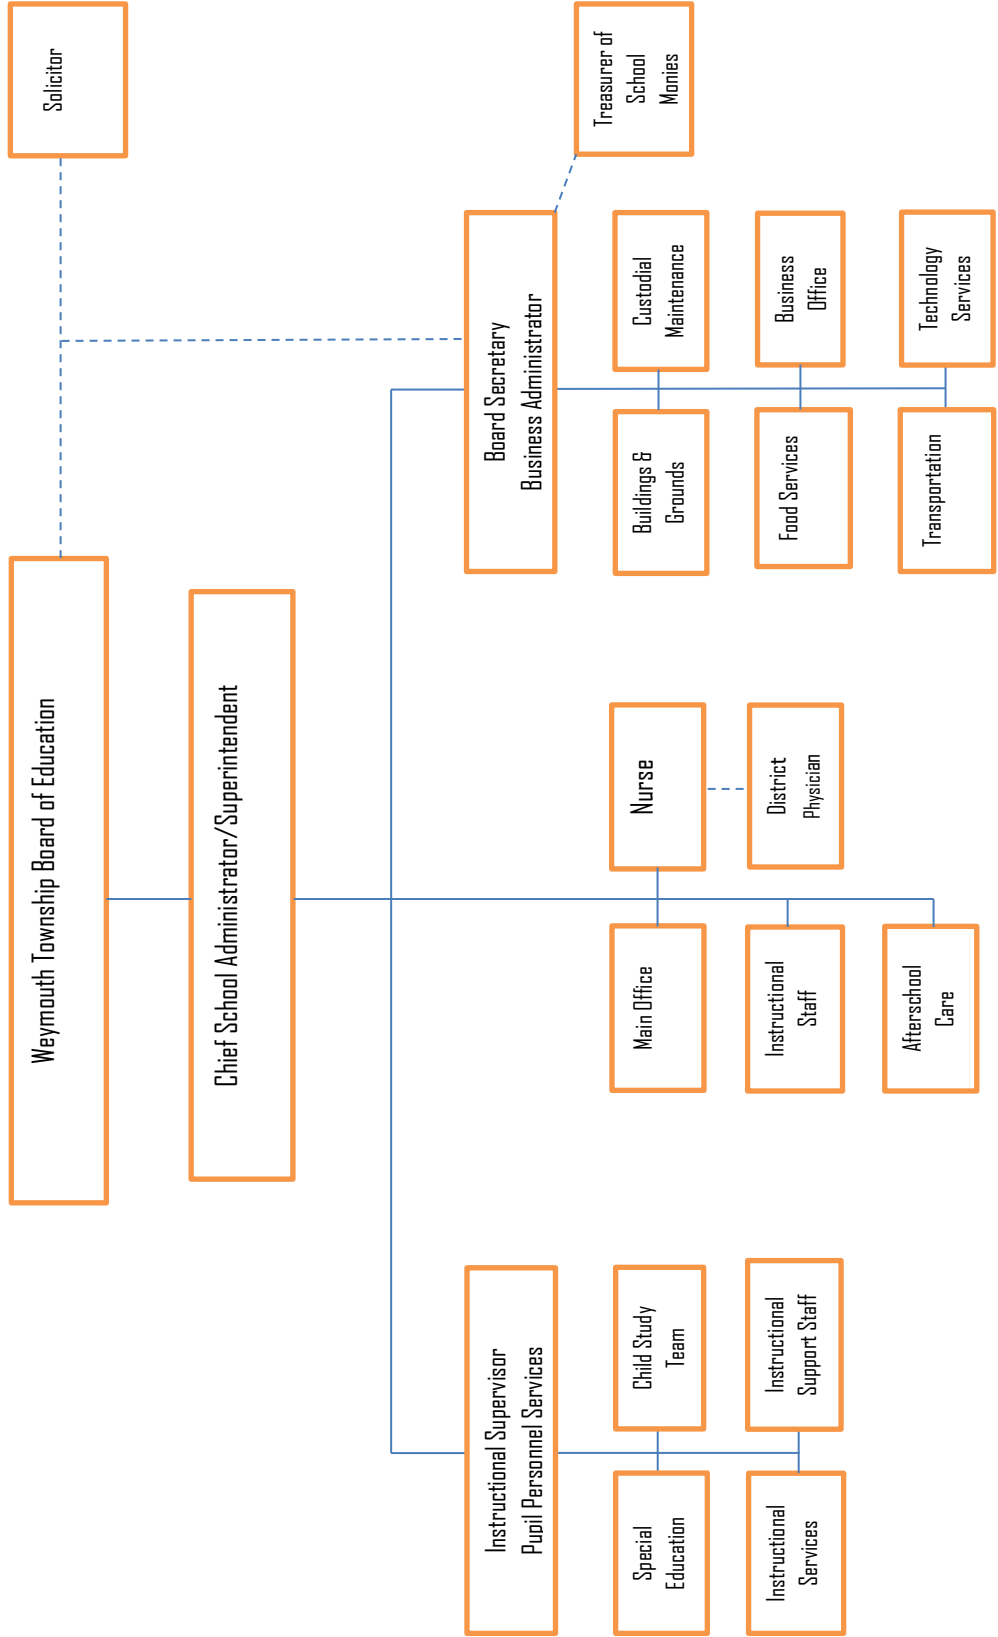 Weymouth Township Board of Education
Solicitor
Chief School Administrator/Superintendent
Instructional Supervisor
Pupil Personnel Services
Board Secretary
Business Administrator
Treasurer of
School
Monies
Special
Education
Child Study
Team
Instructional
Services
Instructional
Support Staff
Main Office
Nurse
Instructional
Staff
District
Physician
Afterschool
Care
Buildings &
Grounds
Custodial
Maintenance
Food Services
Business
Office
Transportation
Technology
Services